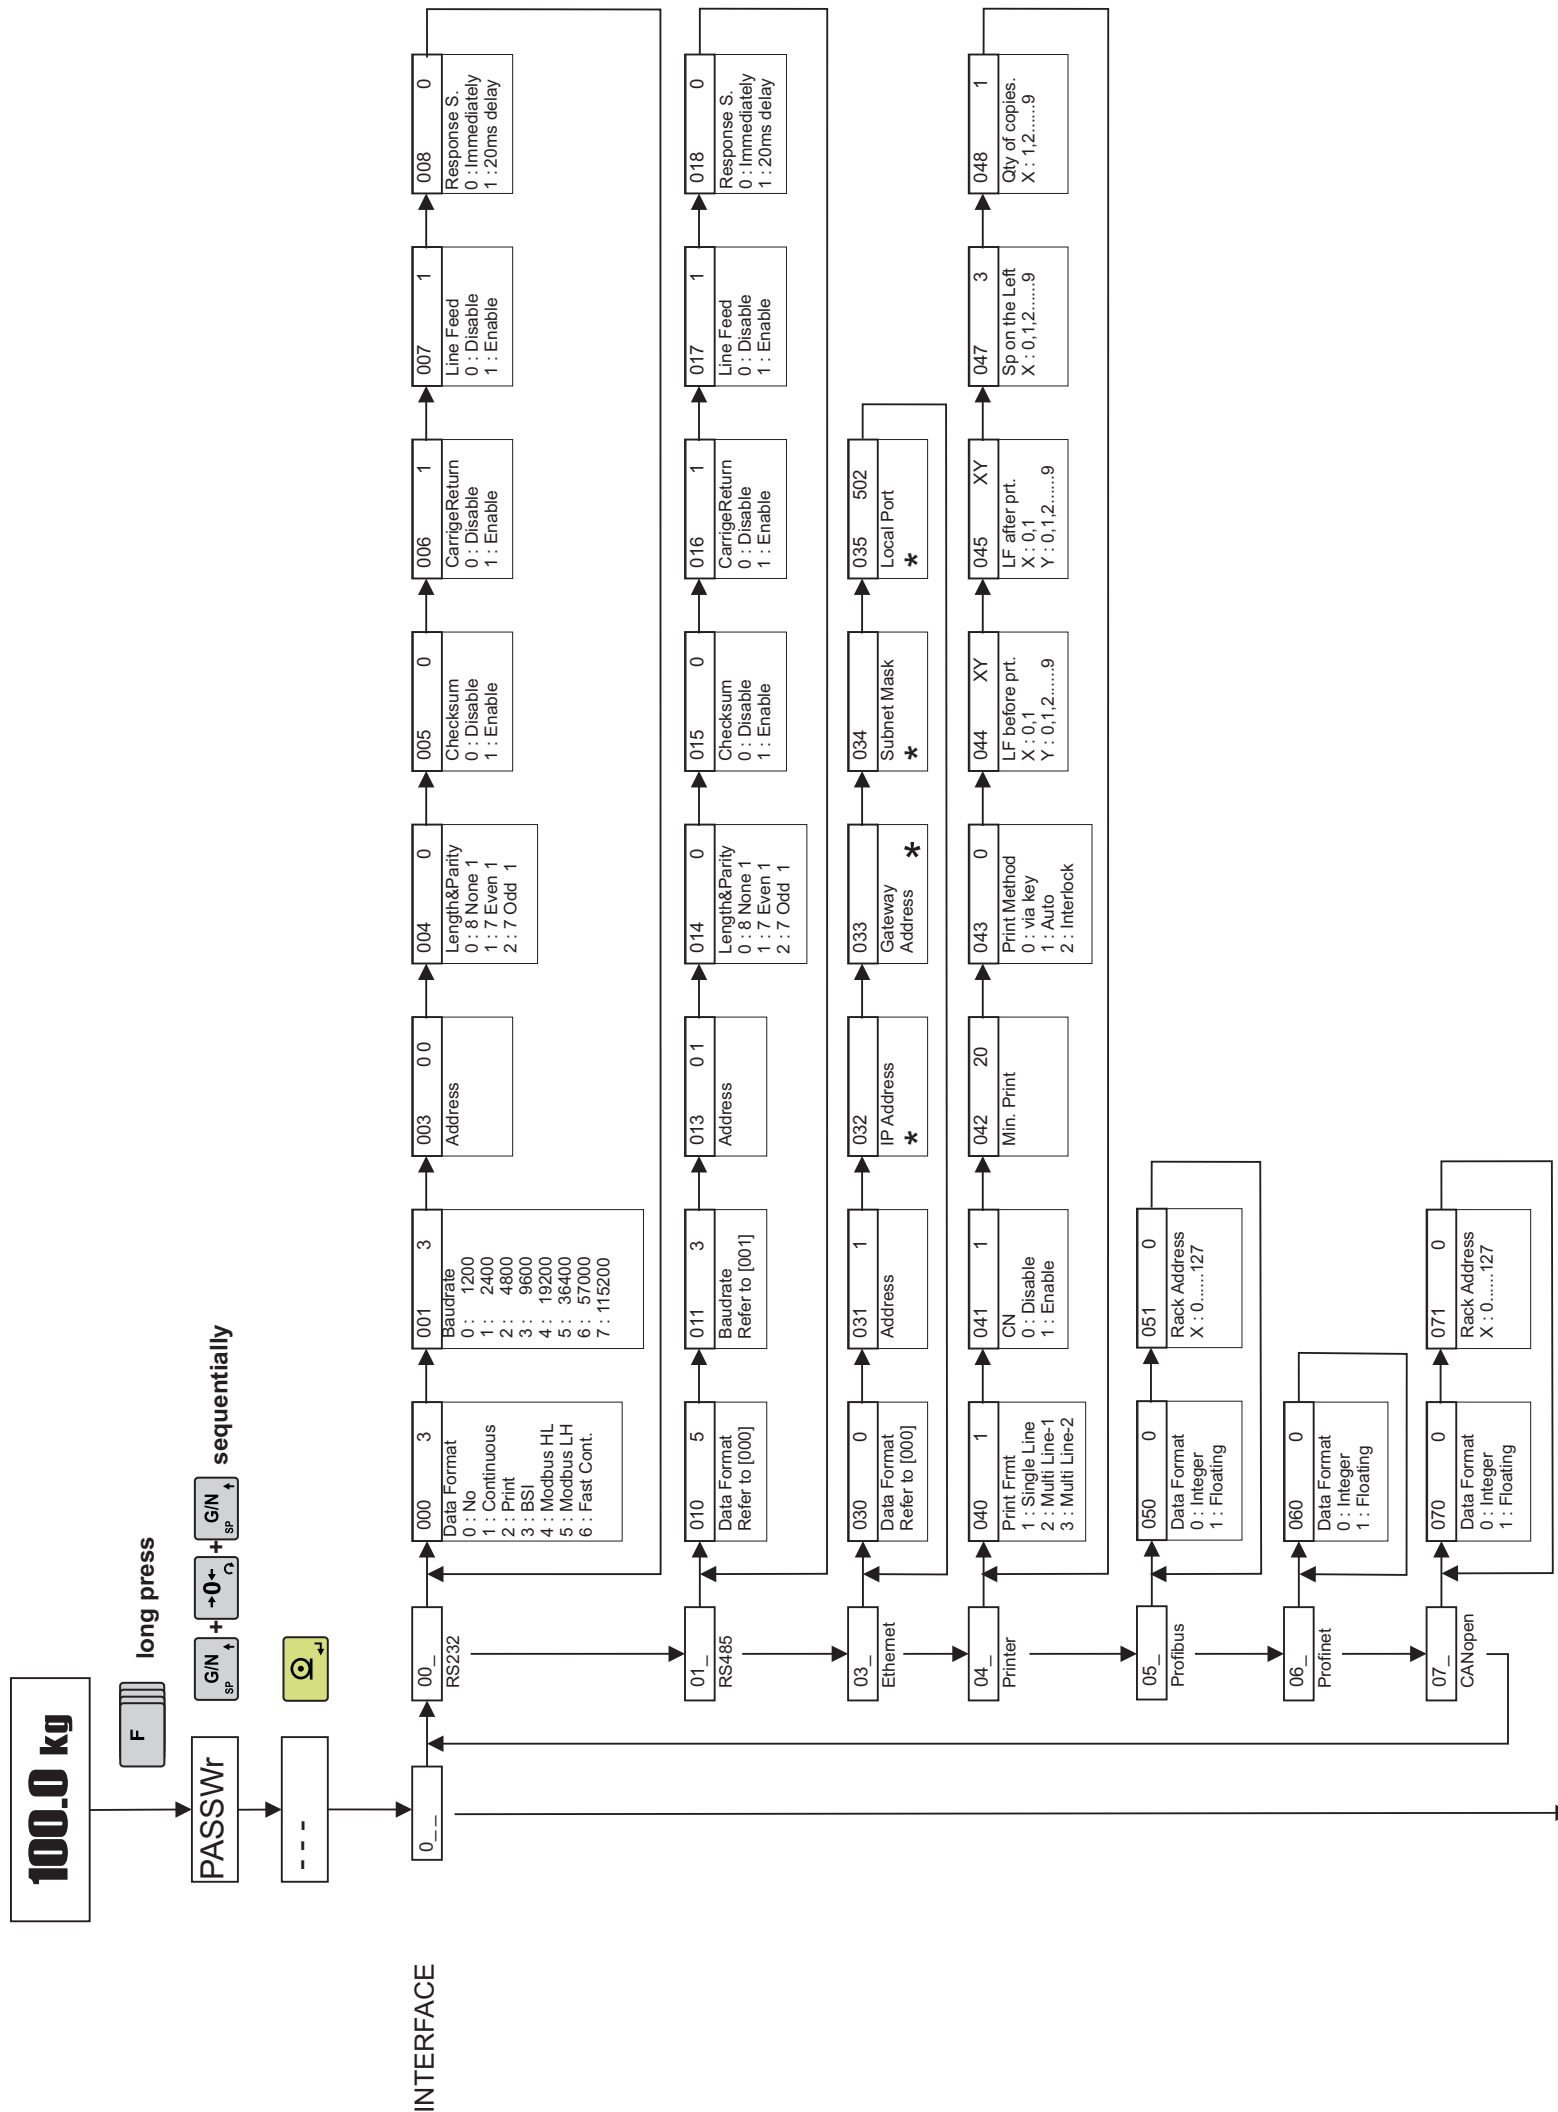 100.0 kg
F
long press
PASSWr
G/N
SP
+
→0←
+
G/N
SP
sequentially
- - -
INTERFACE
0_ _
00_
RS232
000 3
Data Format
0 : No
1 : Continuous
2 : Print
3 : BSI
4 : Modbus HL
5 : Modbus LH
6 : Fast Cont.
001 3
Baudrate
0 : 1200
1 : 2400
2 : 4800
3 : 9600
4 : 19200
5 : 36400
6 : 57000
7 : 115200
003 0 0
Address
004 0
Length&Parity
0 : 8 None 1
1 : 7 Even 1
2 : 7 Odd 1
005 0
Checksum
0 : Disable
1 : Enable
006 1
CarrigeReturn
0 : Disable
1 : Enable
007 1
Line Feed
0 : Disable
1 : Enable
008 0
Response S.
0 : Immediately
1 : 20ms delay
01_
RS485
010 5
Data Format
Refer to [000]
011 3
Baudrate
Refer to [001]
013 0 1
Address
014 0
Length&Parity
0 : 8 None 1
1 : 7 Even 1
2 : 7 Odd 1
015 0
Checksum
0 : Disable
1 : Enable
016 1
CarrigeReturn
0 : Disable
1 : Enable
017 1
Line Feed
0 : Disable
1 : Enable
018 0
Response S.
0 : Immediately
1 : 20ms delay
03_
Ethernet
030 0
Data Format
Refer to [000]
031 1
Address
032
IP Address
*
033
Gateway
Address *
034
Subnet Mask
*
035 502
Local Port
*
04_
Printer
040 1
Print Frmt
1 : Single Line
2 : Multi Line-1
3 : Multi Line-2
041 1
CN
0 : Disable
1 : Enable
042 20
Min. Print
043 0
Print Method
0 : via key
1 : Auto
2 : Interlock
044 XY
LF before prt.
X : 0,1
Y : 0,1,2......9
045 XY
LF after prt.
X : 0,1
Y : 0,1,2......9
047 3
Sp on the Left
X : 0,1,2......9
048 1
Qty of copies.
X : 1,2......9
05_
Profibus
050 0
Data Format
0 : Integer
1 : Floating
051 0
Rack Address
X : 0......127
06_
Profinet
060 0
Data Format
0 : Integer
1 : Floating
07_
CANopen
070 0
Data Format
0 : Integer
1 : Floating
071 0
Rack Address
X : 0......127